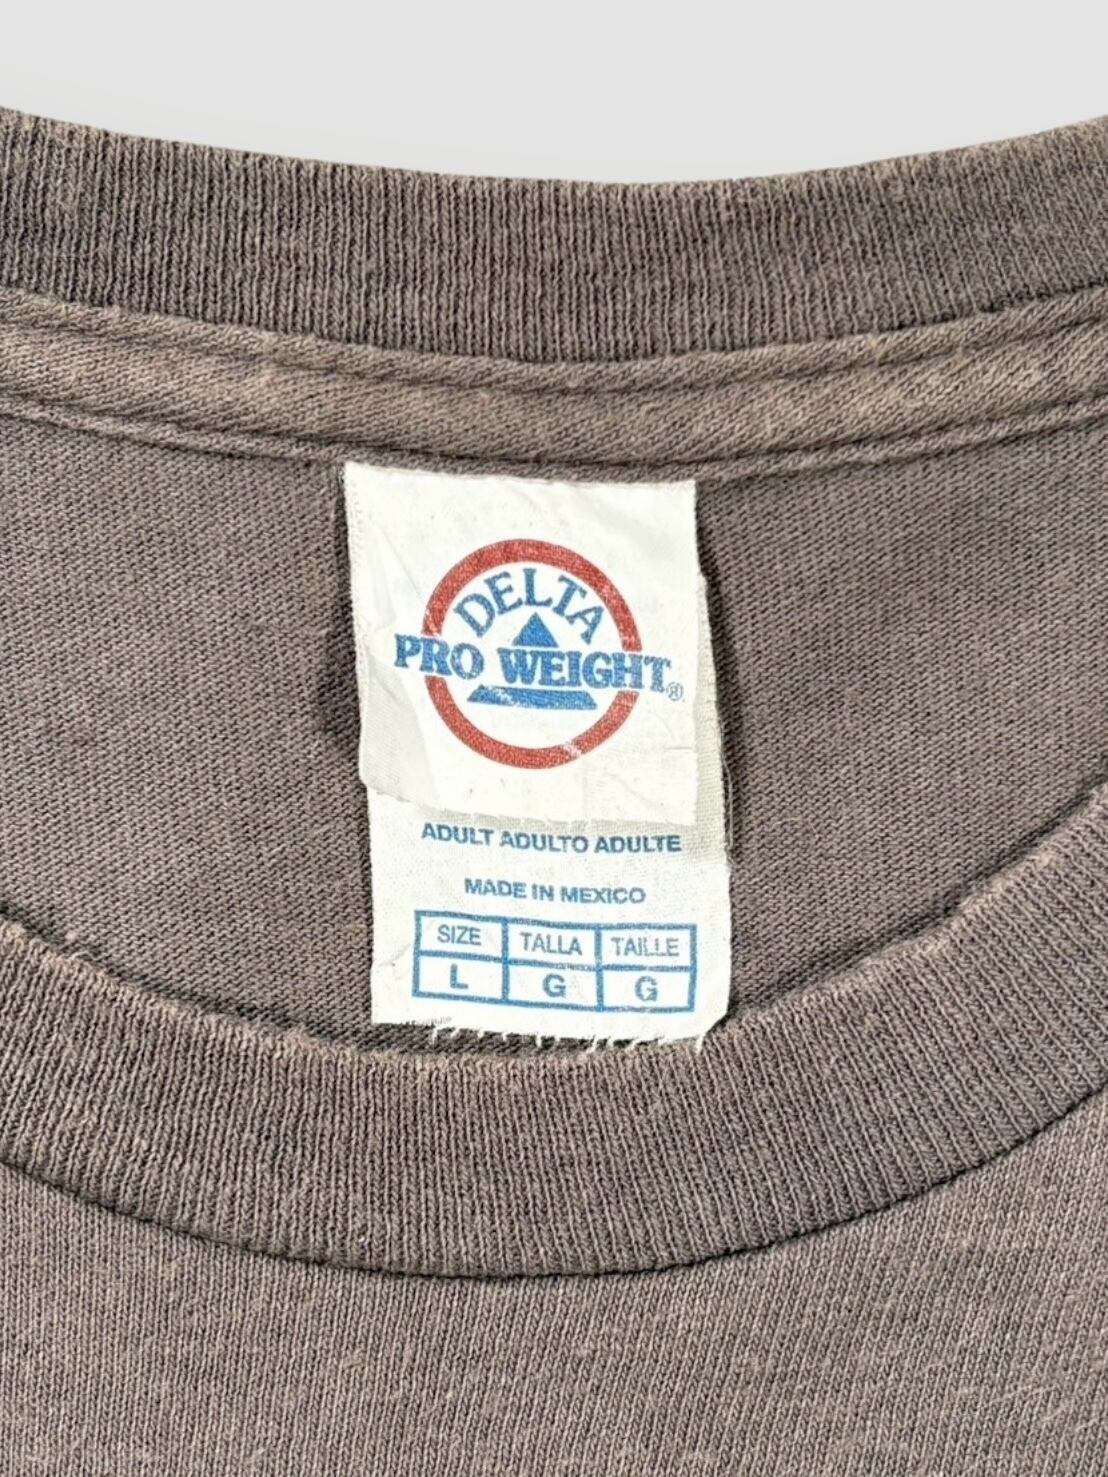 DELTA
PRO WEIGHT®
ADULT ADULTO ADULTE
MADE IN MEXICO
SIZE TALLA TAILLE
L G G